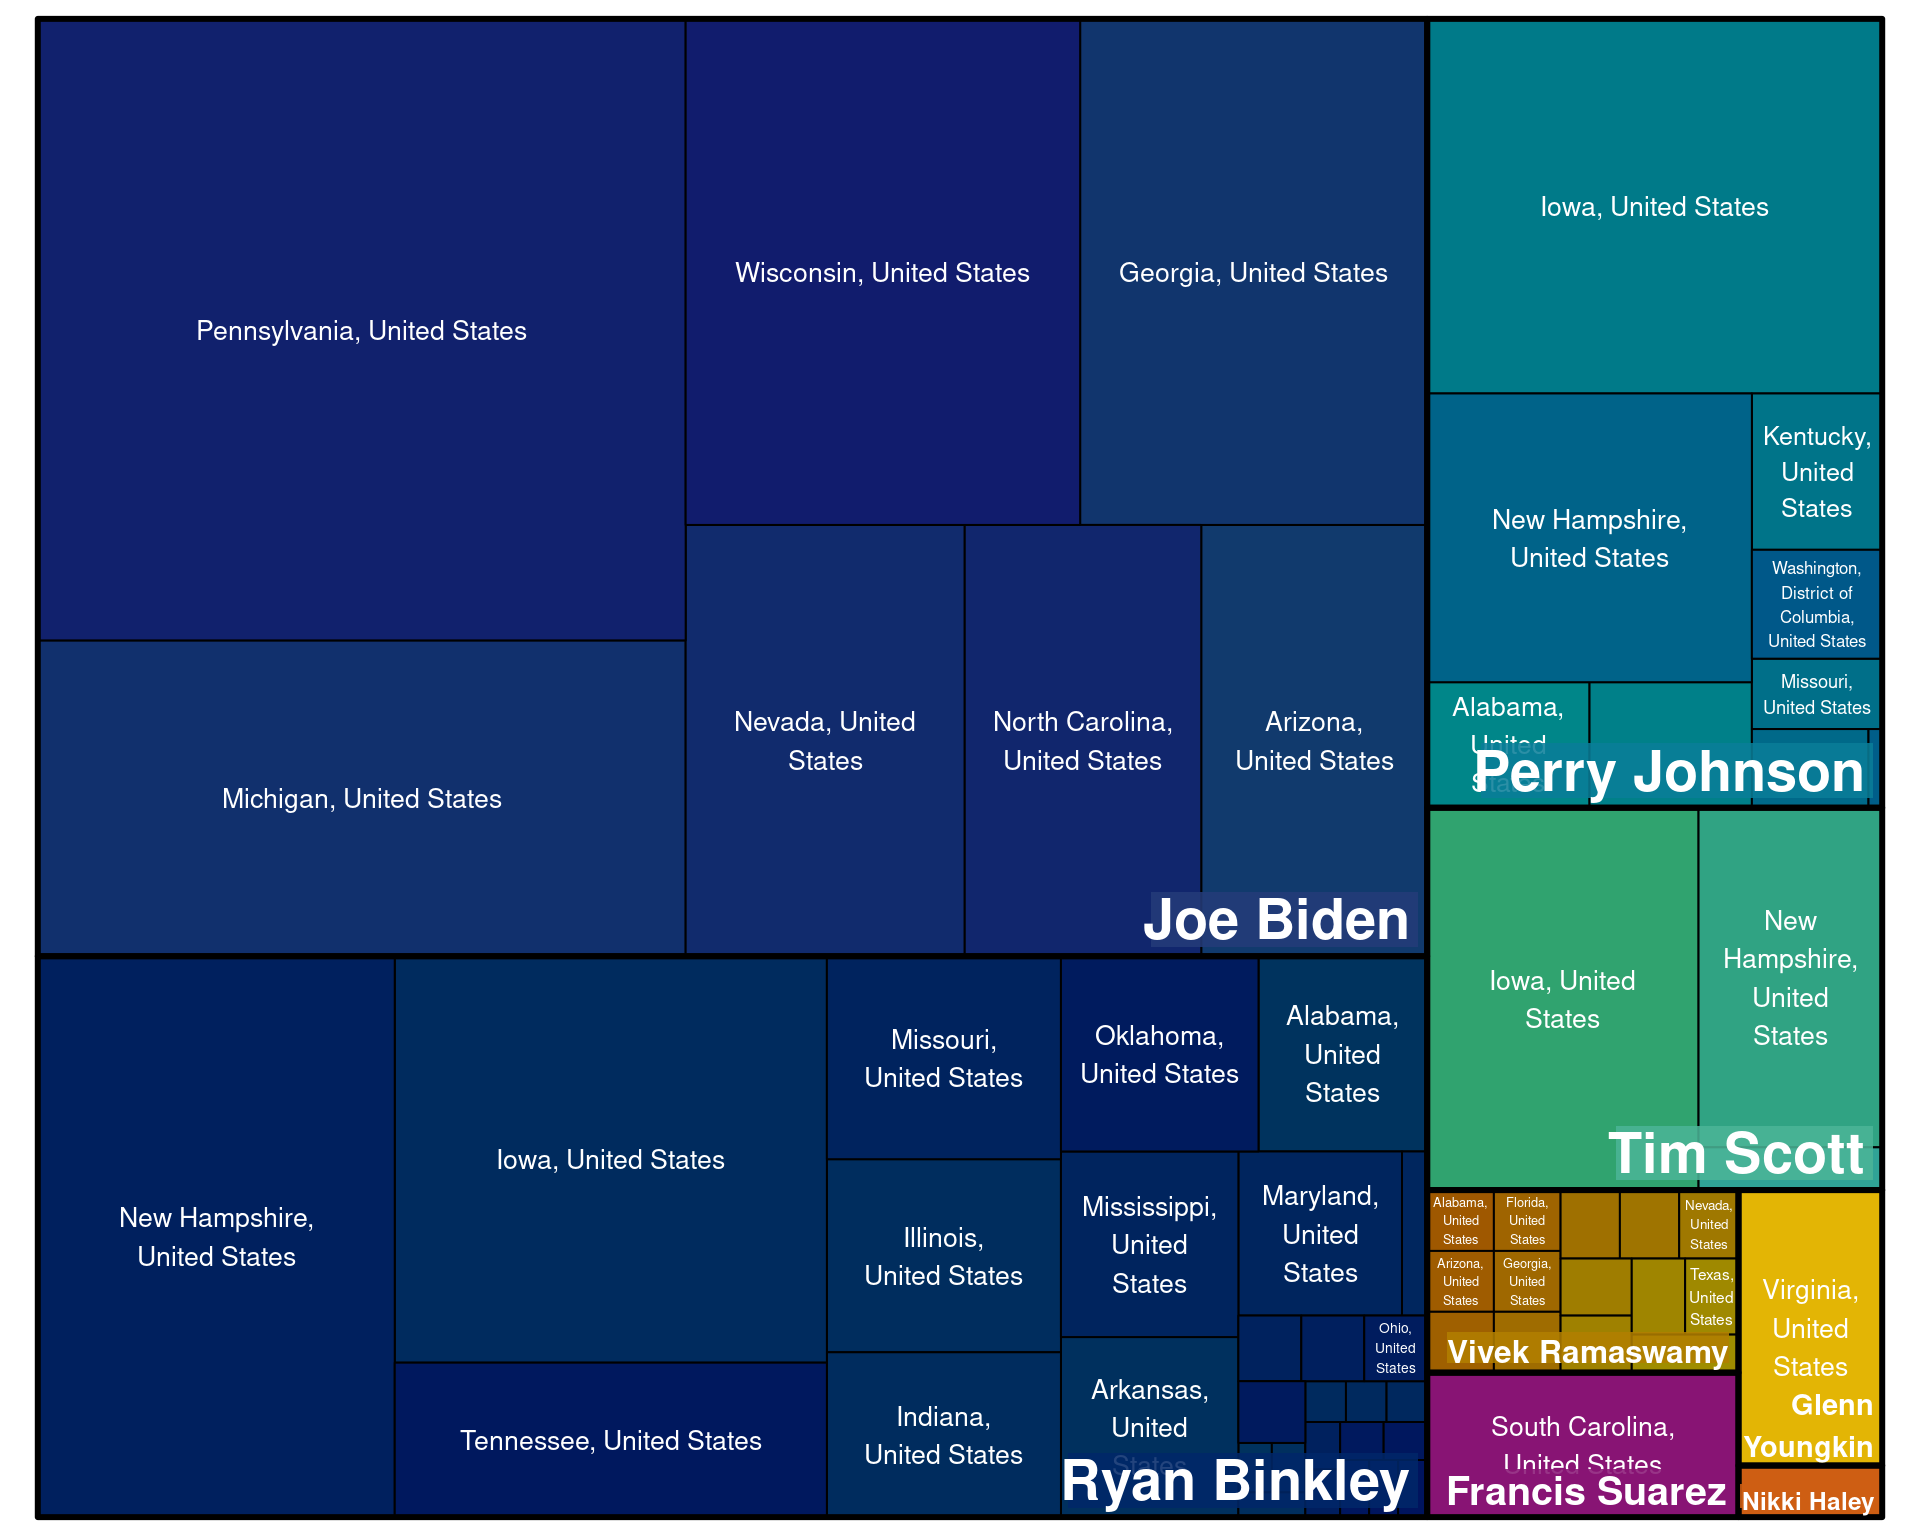 Pennsylvania, United States
Michigan, United States
Wisconsin, United States
Georgia, United States
Nevada, United
States
North Carolina,
United States
Arizona,
United States
Joe Biden
New Hampshire,
United States
Iowa, United States
Tennessee, United States
Missouri,
United States
Illinois,
United States
Indiana,
United States
Oklahoma,
United States
Alabama,
United
States
Mississippi,
United
States
Maryland,
United
States
Arkansas,
United
States
Ohio,
United
States
Ryan Binkley
Iowa, United States
New Hampshire,
United States
Kentucky,
United
States
Washington,
District of
Columbia,
United States
Missouri,
United States
Alabama,
United
States
Perry Johnson
Iowa, United
States
New
Hampshire,
United
States
Tim Scott
Alabama,
United
States
Florida,
United
States
Nevada,
United
States
Arizona,
United
States
Georgia,
United
States
Texas,
United
States
Vivek Ramaswamy
Virginia,
United
States
Glenn
Youngkin
South Carolina,
United States
Francis Suarez
Nikki Haley